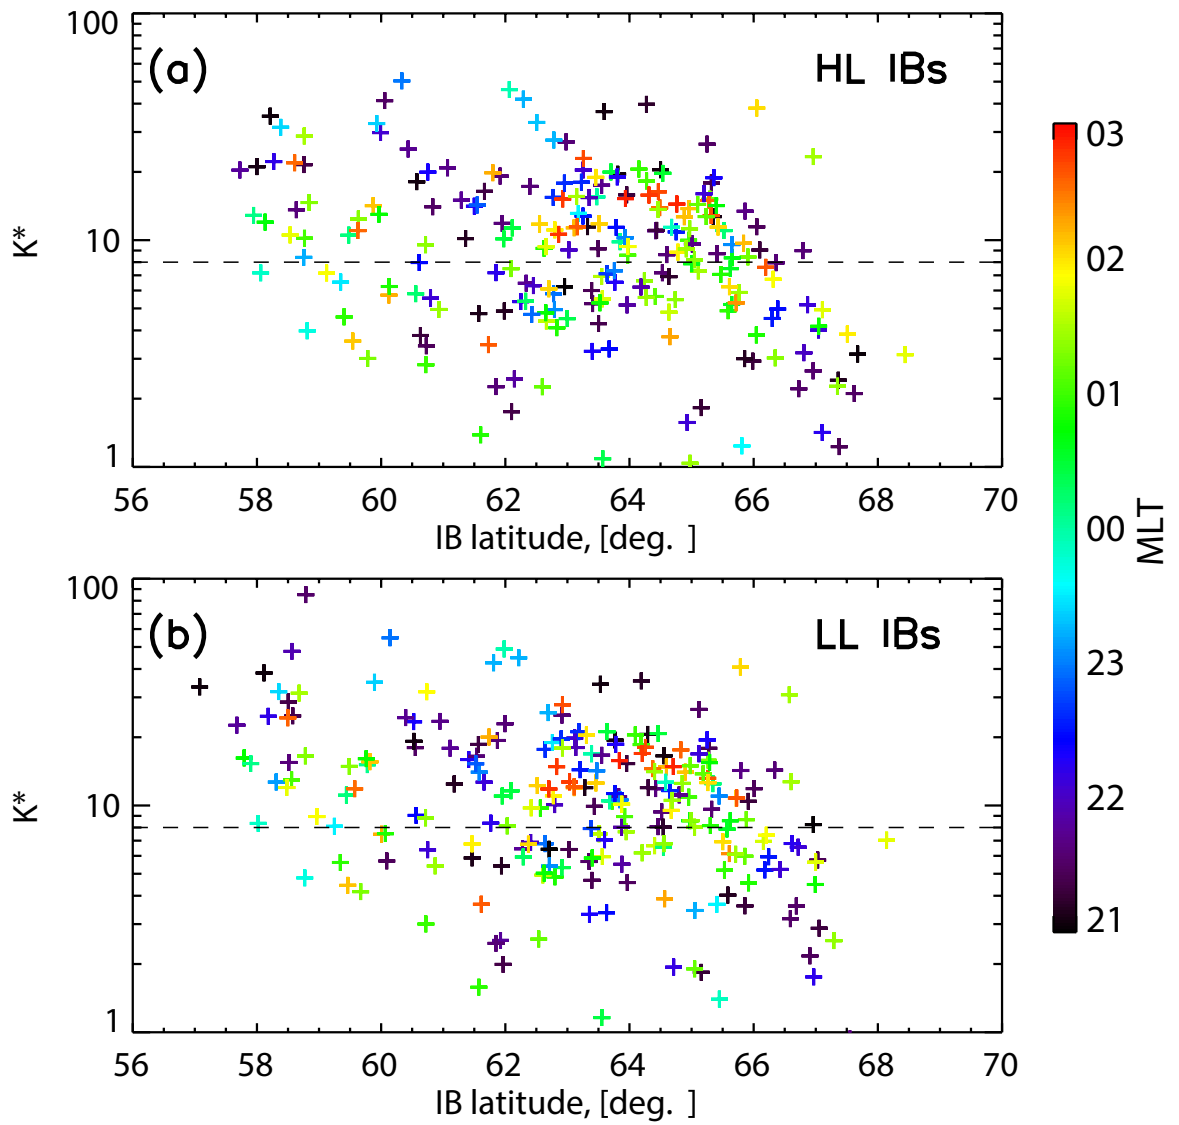 100
(a)
HL IBs
K*
10
1
56 58 60 62 64 66 68 70
IB latitude, [deg. ]
100
(b)
LL IBs
K*
10
1
56 58 60 62 64 66 68 70
IB latitude, [deg. ]
03
02
01
00
23
22
21
MLT